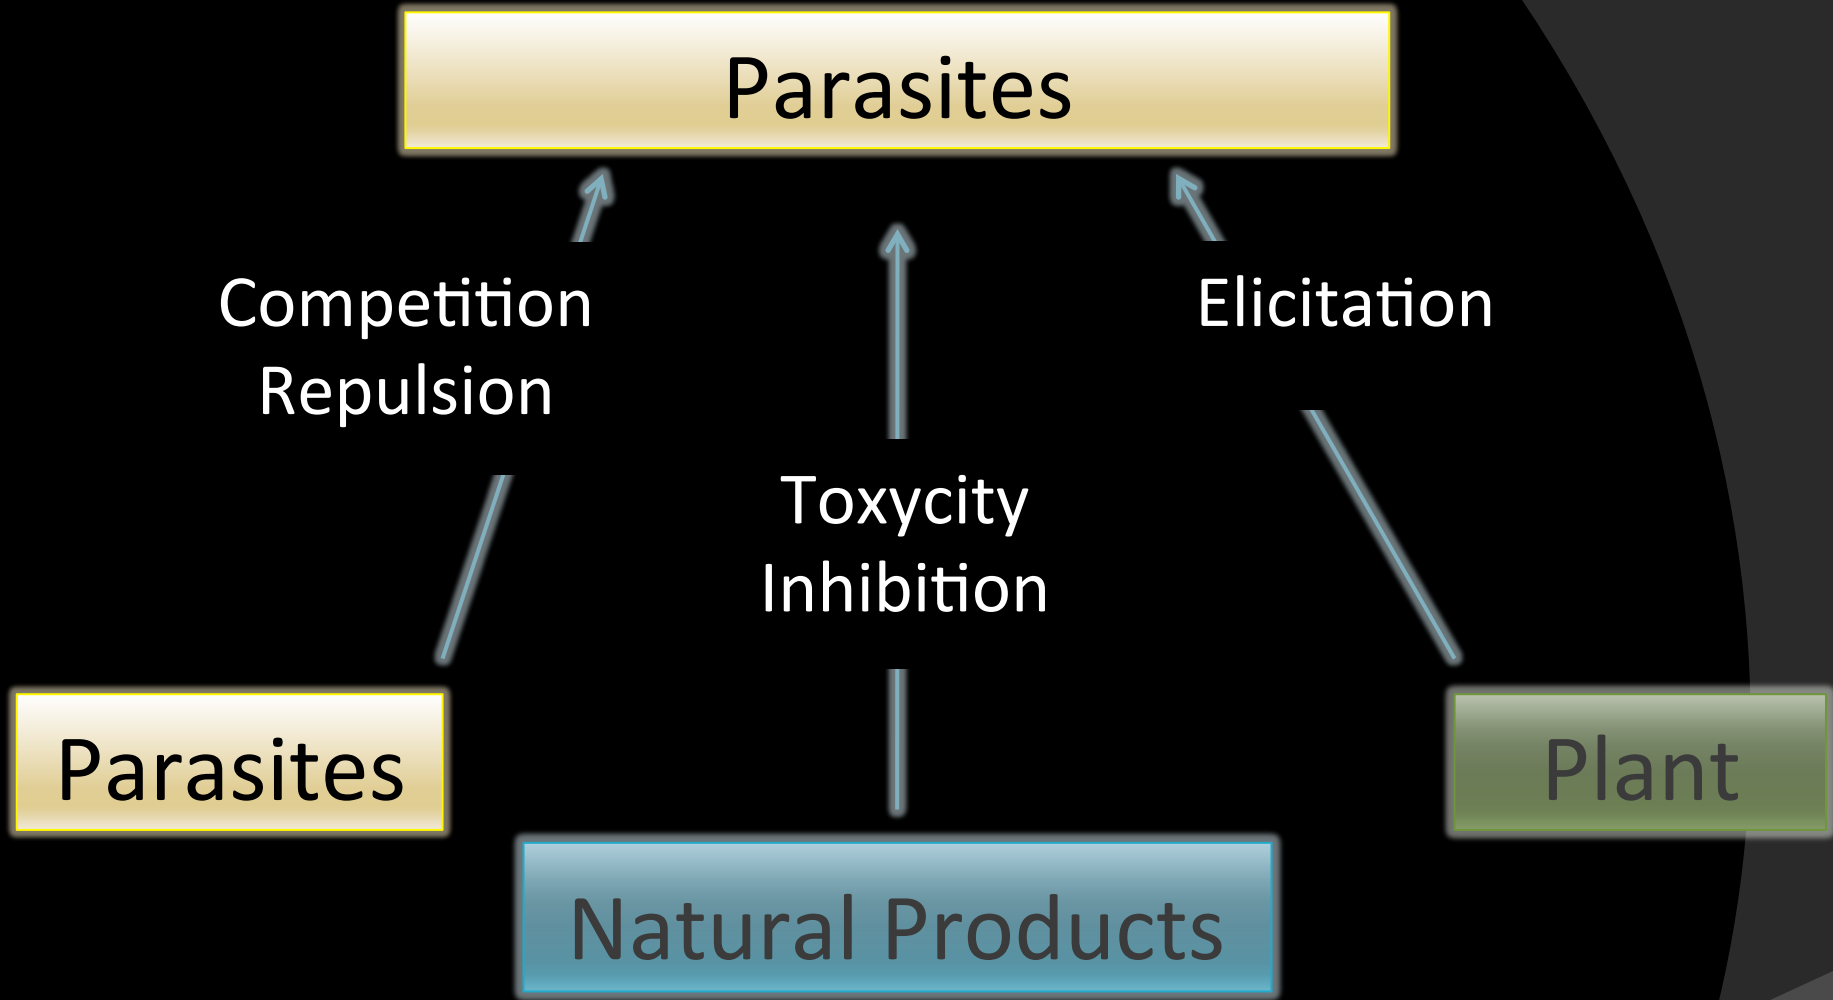 Parasites
Competition
Repulsion
Elicitation
Toxycity
Inhibition
Parasites
Plant
Natural Products